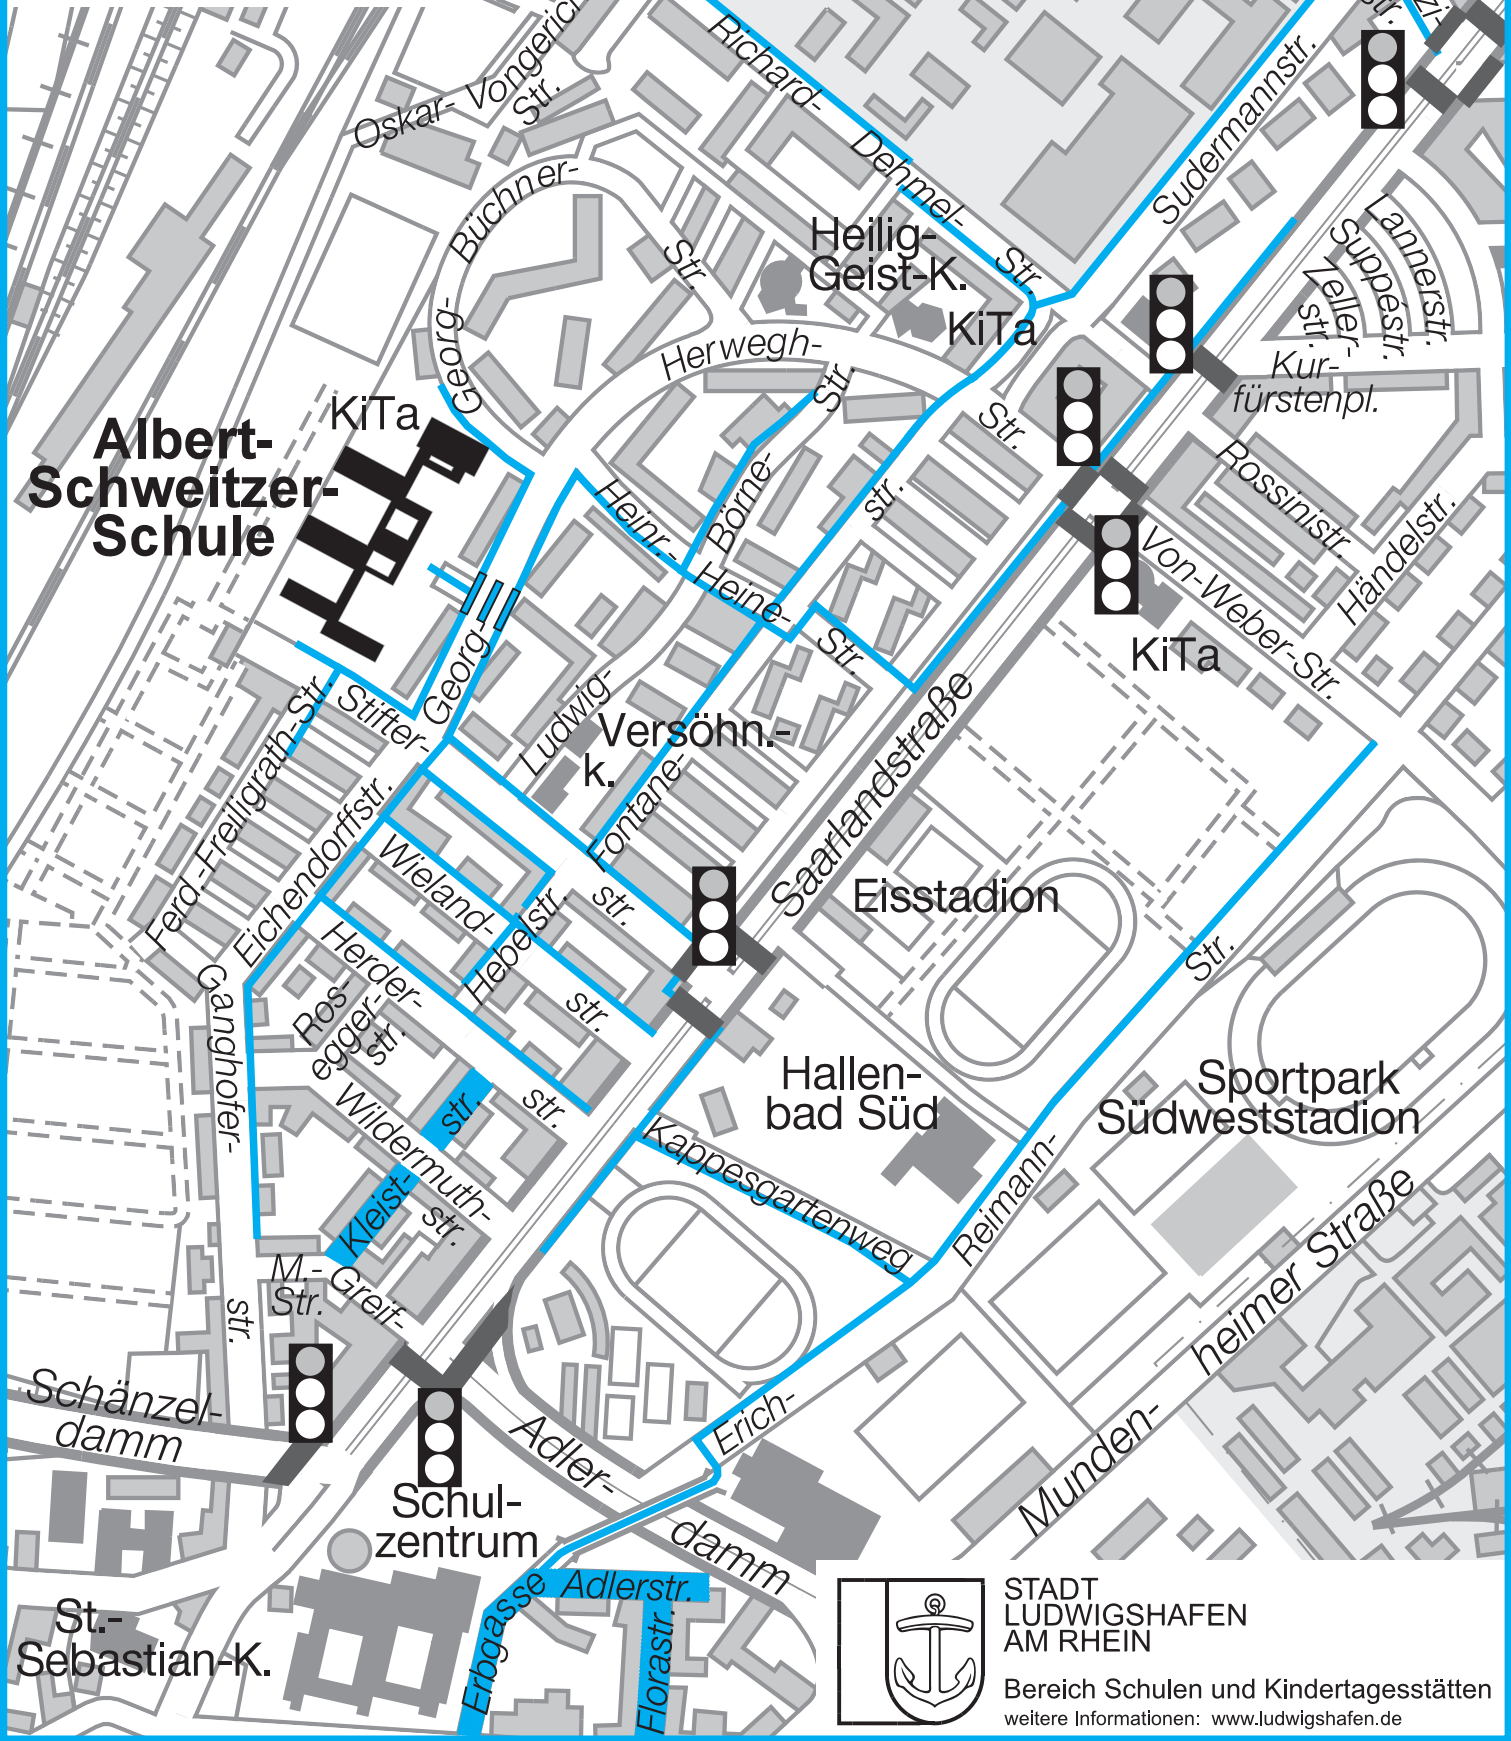 str.
zi-
Richard-
Oskar- Vongerich
Str.
Sudermannstr.
Dehmel-
Büchner-
Str.
Heilig-
Geist-K.
Str.
KiTa
Lannerstr.
Suppéstr.
Zeller-
str.
Georg-
Herwegh-
Str.
Str.
Kur-
fürstenpl.
KiTa
Albert-
Schweitzer-
Schule
Rossinistr.
Heinr.-
Börne-
str.
Händelstr.
Von-Weber-Str.
Heine-
Str.
KiTa
Georg-
Ludwig-
Stifter-
Versöhn.-
k.
Saarlandstraße
Ferd.-Freiligrath-Str.
Eichendorffstr.
Fontane-
str.
Wieland-
Hebelstr.
str.
Eisstadion
Herder-
str.
Ros-
egger-
str.
Str.
Ganghofer-
str.
Wildermuth-
str.
Kleist-
str.
Hallen-
bad Süd
Sportpark
Südweststadion
Kappesgartenweg
Reimann-
M.-
Str.
Greif-
heimer Straße
Schänzel-
damm
Adler-
Erich-
Munden-
Schul-
zentrum
damm
Erbgasse
Adlerstr.
Florastr.
St.-
Sebastian-K.
STADT
LUDWIGSHAFEN
AM RHEIN
Bereich Schulen und Kindertagesstätten
weitere Informationen: www.ludwigshafen.de